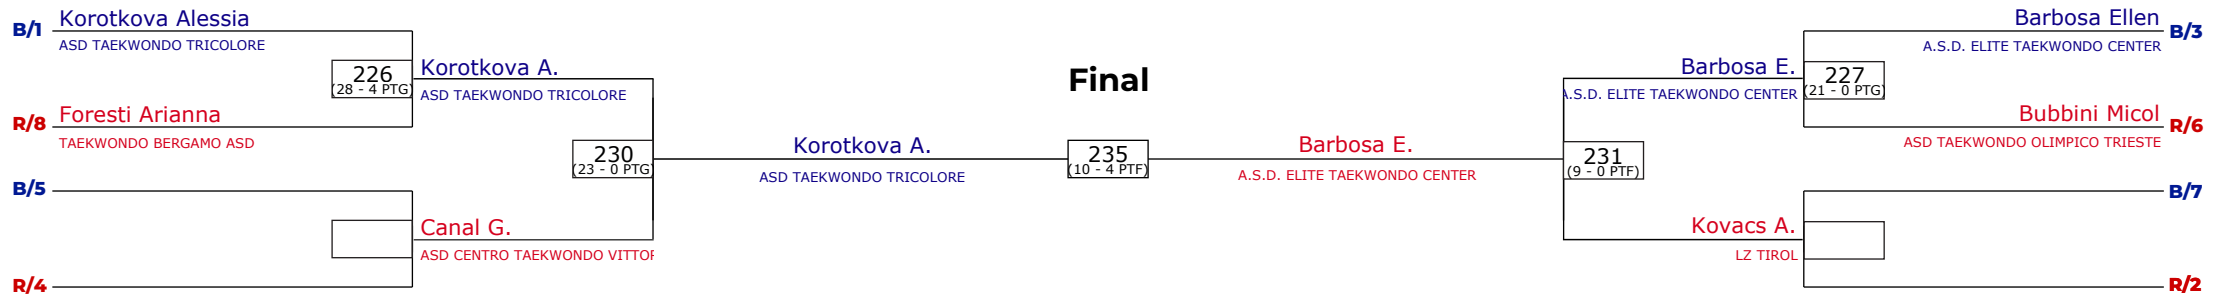 B/1 Korotkova Alessia
ASD TAEKWONDO TRICOLORE
226
(28 - 4 PTG)
Korotkova A.
ASD TAEKWONDO TRICOLORE
R/8 Foresti Arianna
TAEKWONDO BERGAMO ASD
230
(23 - 0 PTG)
B/5
Canal G.
ASD CENTRO TAEKWONDO VITTOR
R/4
Final
Korotkova A.
ASD TAEKWONDO TRICOLORE
235
(10 - 4 PTF)
Barbosa E.
A.S.D. ELITE TAEKWONDO CENTER
Barbosa Ellen B/3
A.S.D. ELITE TAEKWONDO CENTER
Barbosa E.
A.S.D. ELITE TAEKWONDO CENTER
227
(21 - 0 PTG)
Bubbini Micol R/6
ASD TAEKWONDO OLIMPICO TRIESTE
231
(9 - 0 PTF)
B/7
Kovacs A.
LZ TIROL
R/2